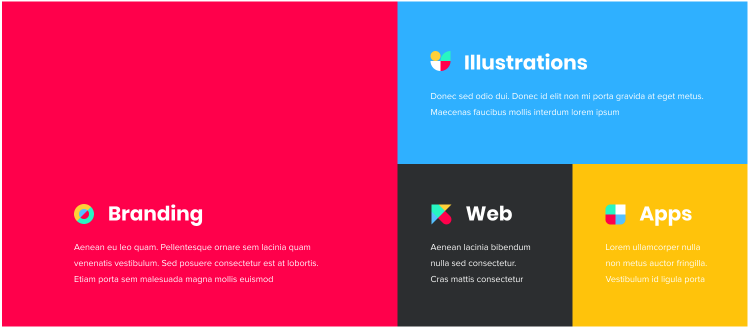 Illustrations
Donec sed odio dui. Donec id elit non mi porta gravida at eget metus.
Maecenas faucibus mollis interdum lorem ipsum
Branding
Aenean eu leo quam. Pellentesque ornare sem lacinia quam
venenatis vestibulum. Sed posuere consectetur est at lobortis.
Etiam porta sem malesuada magna mollis euismod
Web
Aenean lacinia bibendum
nulla sed consectetur.
Cras mattis consectetur
Apps
Lorem ullamcorper nulla
non metus auctor fringilla.
Vestibulum id ligula porta